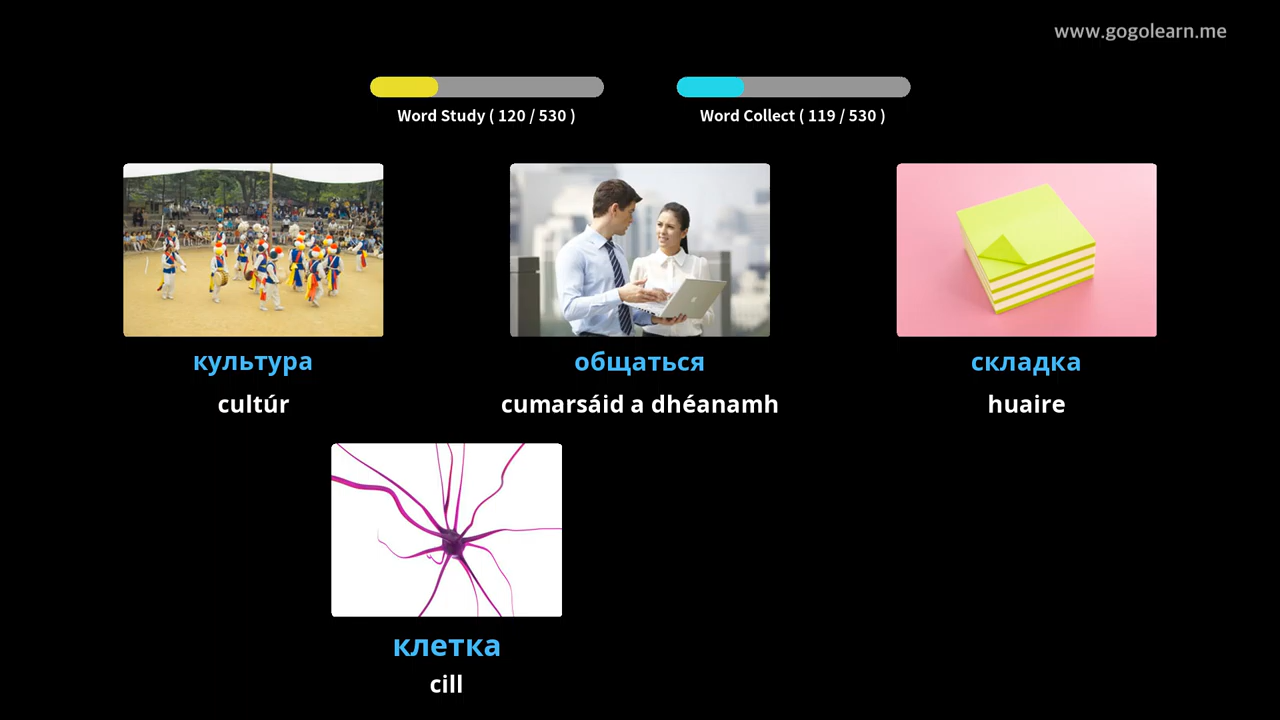 www.gogolearn.me
Word Study ( 120 / 530 )
Word Collect ( 119 / 530 )
культура
общаться
складка
cultúr
cumarsáid a dhéanamh
huaire
клетка
cill